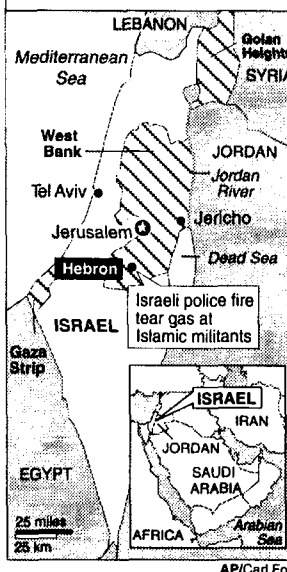 LEBANON
Golan
Heights
Mediterranean
Sea
SYRIA
West
Bank
JORDAN
Jordan
River
Tel Aviv
Jericho
Jerusalem
Dead Sea
Hebron
Israeli police fire
tear gas at
Islamic militants
ISRAEL
Gaza
Strip
ISRAEL
IRAN
JORDAN
SAUDI
ARABIA
EGYPT
AFRICA
Arabian
Sea
25 miles
25 km
AP/Carl Fo